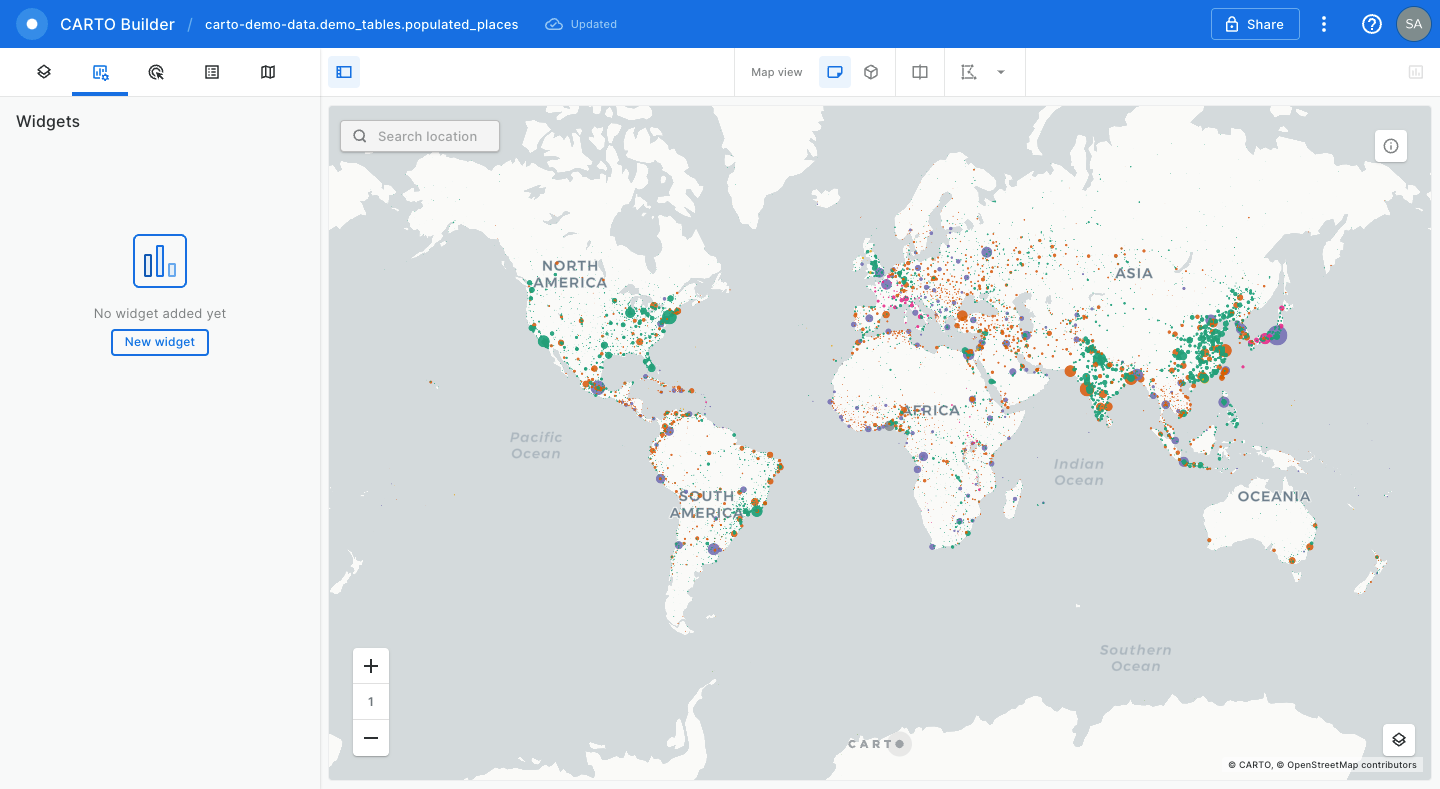 CARTO Builder / carto-demo-data.demo_tables.populated_places Updated Share SA
Map view
Widgets
Search location
No widget added yet
New widget
NORTH
AMERICA
ASIA
AFRICA
Pacific
Ocean
Indian
Ocean
SOUTH
AMERICA
OCEANIA
Southern
Ocean
1
CARTO
© CARTO, © OpenStreetMap contributors